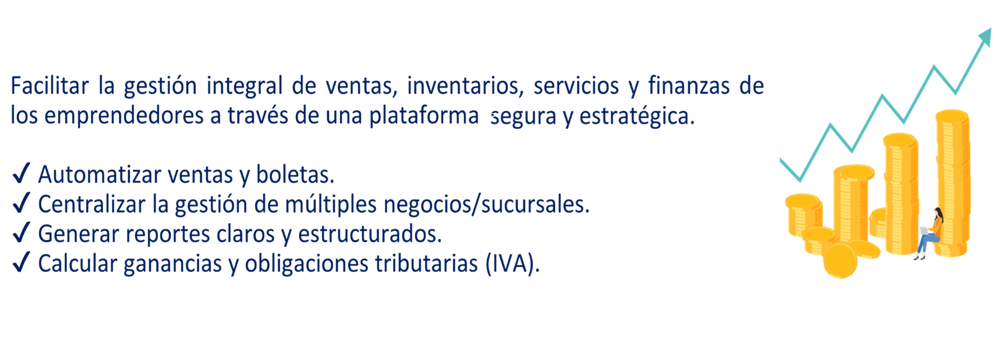 Facilitar la gestión integral de ventas, inventarios, servicios y finanzas de
los emprendedores a través de una plataforma segura y estratégica.
✓ Automatizar ventas y boletas.
✓ Centralizar la gestión de múltiples negocios/sucursales.
✓ Generar reportes claros y estructurados.
✓ Calcular ganancias y obligaciones tributarias (IVA).